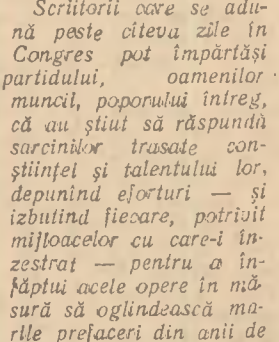 Scriitorii care se adu-
nă peste cîteva zile în
Congres pot împărtăși
partidului, oamenilor
muncii, poporului întreg,
că au știut să răspundă
sarcinilor trasate con-
științei și talentului lor,
depunînd eforturi — și
izbutind fiecare, potrivit
mijloacelor cu care-i în-
zestrat — pentru a în-
făptui acele opere în mă-
sură să oglindească ma-
rile prefaceri din anii de